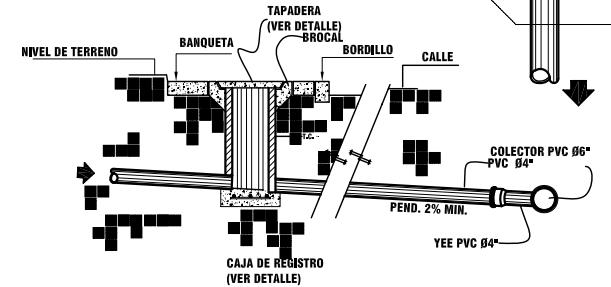 TAPADERA
(VER DETALLE)
BROCAL
BANQUETA
BORDILLO
NIVEL DE TERRENO
CALLE
T.C.
COLECTOR PVC Ø6"
PVC Ø4"
PEND. 2% MIN.
YEE PVC Ø4"
CAJA DE REGISTRO
(VER DETALLE)